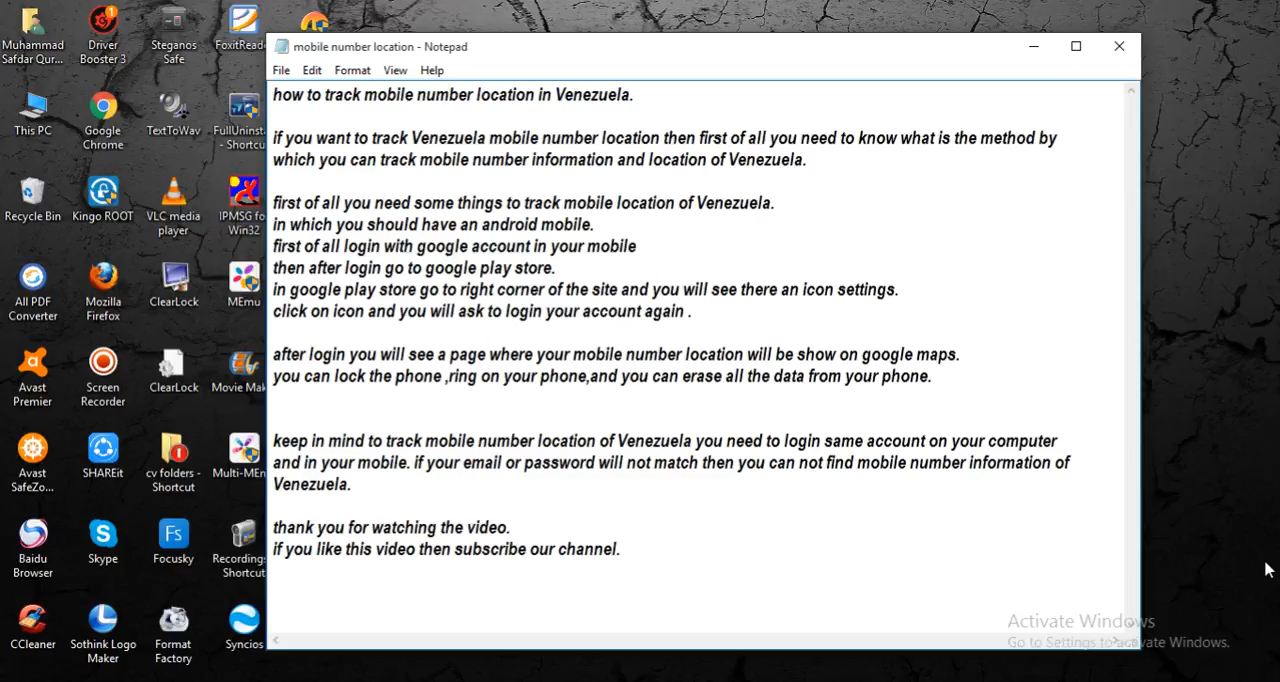 Muhammad Safdar Qur...
Driver Booster 3
Steganos Safe
FoxitReade
This PC
Google Chrome
TextToWav
FullUninst - Shortcu
Recycle Bin
Kingo ROOT
VLC media player
IPMSG fo Win32
All PDF Converter
Mozilla Firefox
ClearLock
MEmu
Avast Premier
Screen Recorder
ClearLock
Movie Mak
Avast SafeZo...
SHAREit
cv folders - Shortcut
Multi-MEm
Baidu Browser
Skype
Fs
Focusky
Recordings Shortcut
CCleaner
Sothink Logo Maker
Format Factory
Syncios
mobile number location - Notepad
File Edit Format View Help
how to track mobile number location in Venezuela.
if you want to track Venezuela mobile number location then first of all you need to know what is the method by
which you can track mobile number information and location of Venezuela.
first of all you need some things to track mobile location of Venezuela.
in which you should have an android mobile.
first of all login with google account in your mobile
then after login go to google play store.
in google play store go to right corner of the site and you will see there an icon settings.
click on icon and you will ask to login your account again .
after login you will see a page where your mobile number location will be show on google maps.
you can lock the phone ,ring on your phone,and you can erase all the data from your phone.
keep in mind to track mobile number location of Venezuela you need to login same account on your computer
and in your mobile. if your email or password will not match then you can not find mobile number information of
Venezuela.
thank you for watching the video.
if you like this video then subscribe our channel.
Activate Windows
Go to Settings to activate Windows.